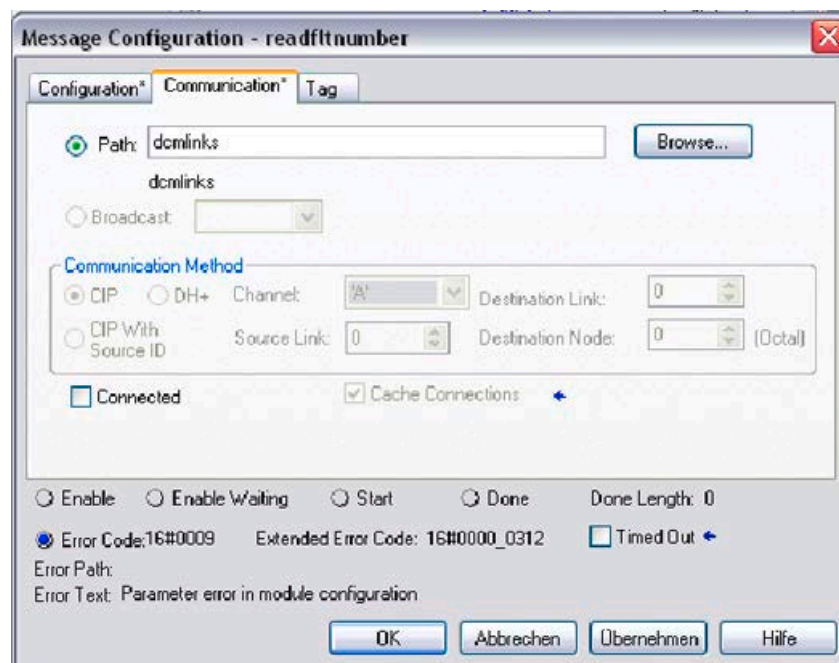 Message Configuration - readfltnumber
Configuration* Communication* Tag
Path: dcmlinks Browse...
dcmlinks
Broadcast:
Communication Method
CIP DH+ Channel: 'A' Destination Link: 0
CIP With Source ID Source Link: 0 Destination Node: 0 (Octal)
Connected Cache Connections
Enable Enable Waiting Start Done Done Length: 0
Error Code: 16#0009 Extended Error Code: 16#0000_0312 Timed Out
Error Path:
Error Text: Parameter error in module configuration
OK Abbrechen Übernehmen Hilfe